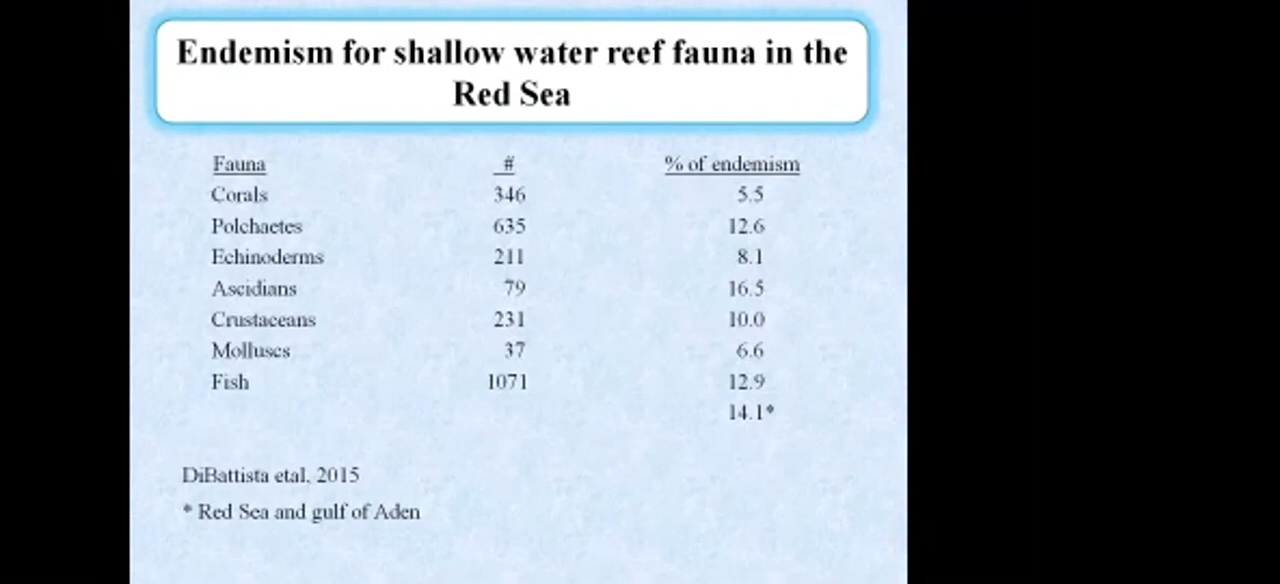 Endemism for shallow water reef fauna in the
Red Sea
Fauna # % of endemism
Corals 346 5.5
Polchaetes 635 12.6
Echinoderms 211 8.1
Ascidians 79 16.5
Crustaceans 231 10.0
Molluscs 37 6.6
Fish 1071 12.9
14.1*
DiBattista etal, 2015
* Red Sea and gulf of Aden